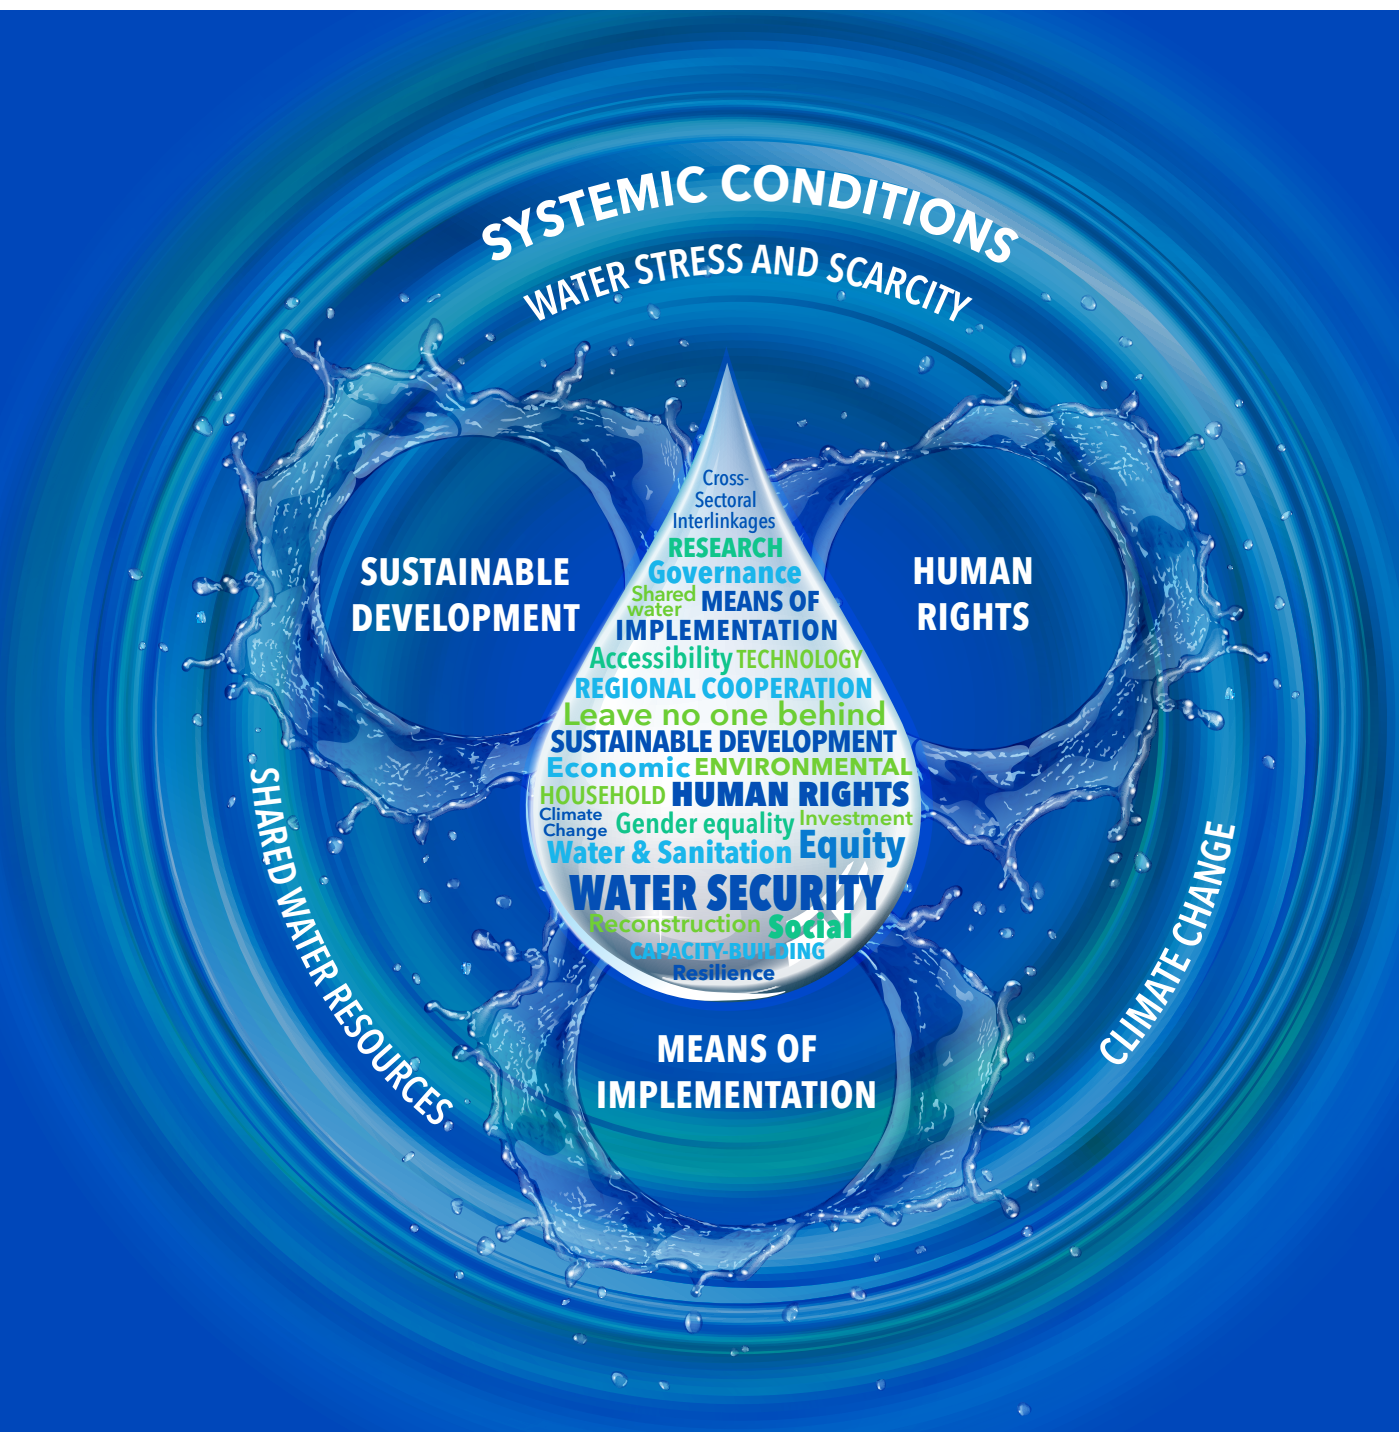 SYSTEMIC CONDITIONS
WATER STRESS AND SCARCITY
SUSTAINABLE
DEVELOPMENT
HUMAN
RIGHTS
Cross-
Sectoral
Interlinkages
RESEARCH
Governance
Shared
water
MEANS OF
IMPLEMENTATION
Accessibility TECHNOLOGY
REGIONAL COOPERATION
Leave no one behind
SUSTAINABLE DEVELOPMENT
Economic ENVIRONMENTAL
HOUSEHOLD HUMAN RIGHTS
Climate
Change
Gender equality Investment
Water & Sanitation Equity
WATER SECURITY
Reconstruction Social
CAPACITY-BUILDING
Resilience
SHARED WATER RESOURCES
CLIMATE CHANGE
MEANS OF
IMPLEMENTATION